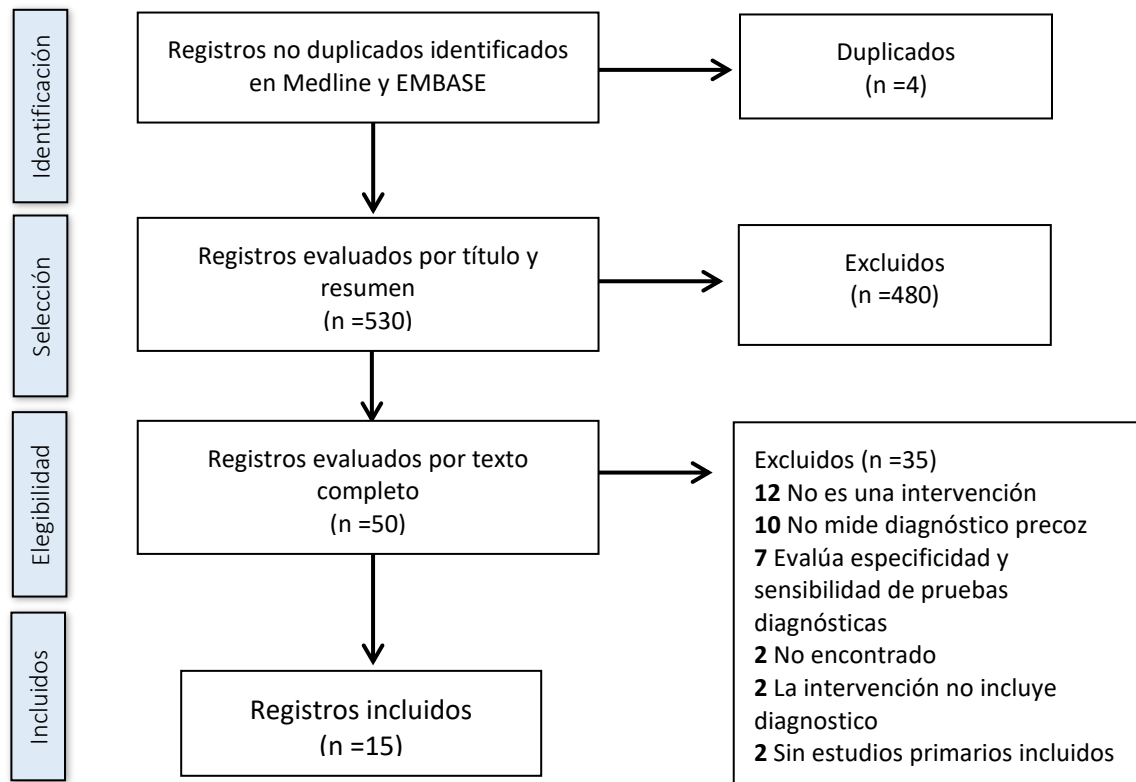 Identificación
Registros no duplicados identificados
en Medline y EMBASE
Duplicados
(n =4)
Selección
Registros evaluados por título y
resumen
(n =530)
Excluidos
(n =480)
Elegibilidad
Registros evaluados por texto
completo
(n =50)
Excluidos (n =35)
12 No es una intervención
10 No mide diagnóstico precoz
7 Evalúa especificidad y
sensibilidad de pruebas
diagnósticas
2 No encontrado
2 La intervención no incluye
diagnostico
2 Sin estudios primarios incluidos
Incluidos
Registros incluidos
(n =15)